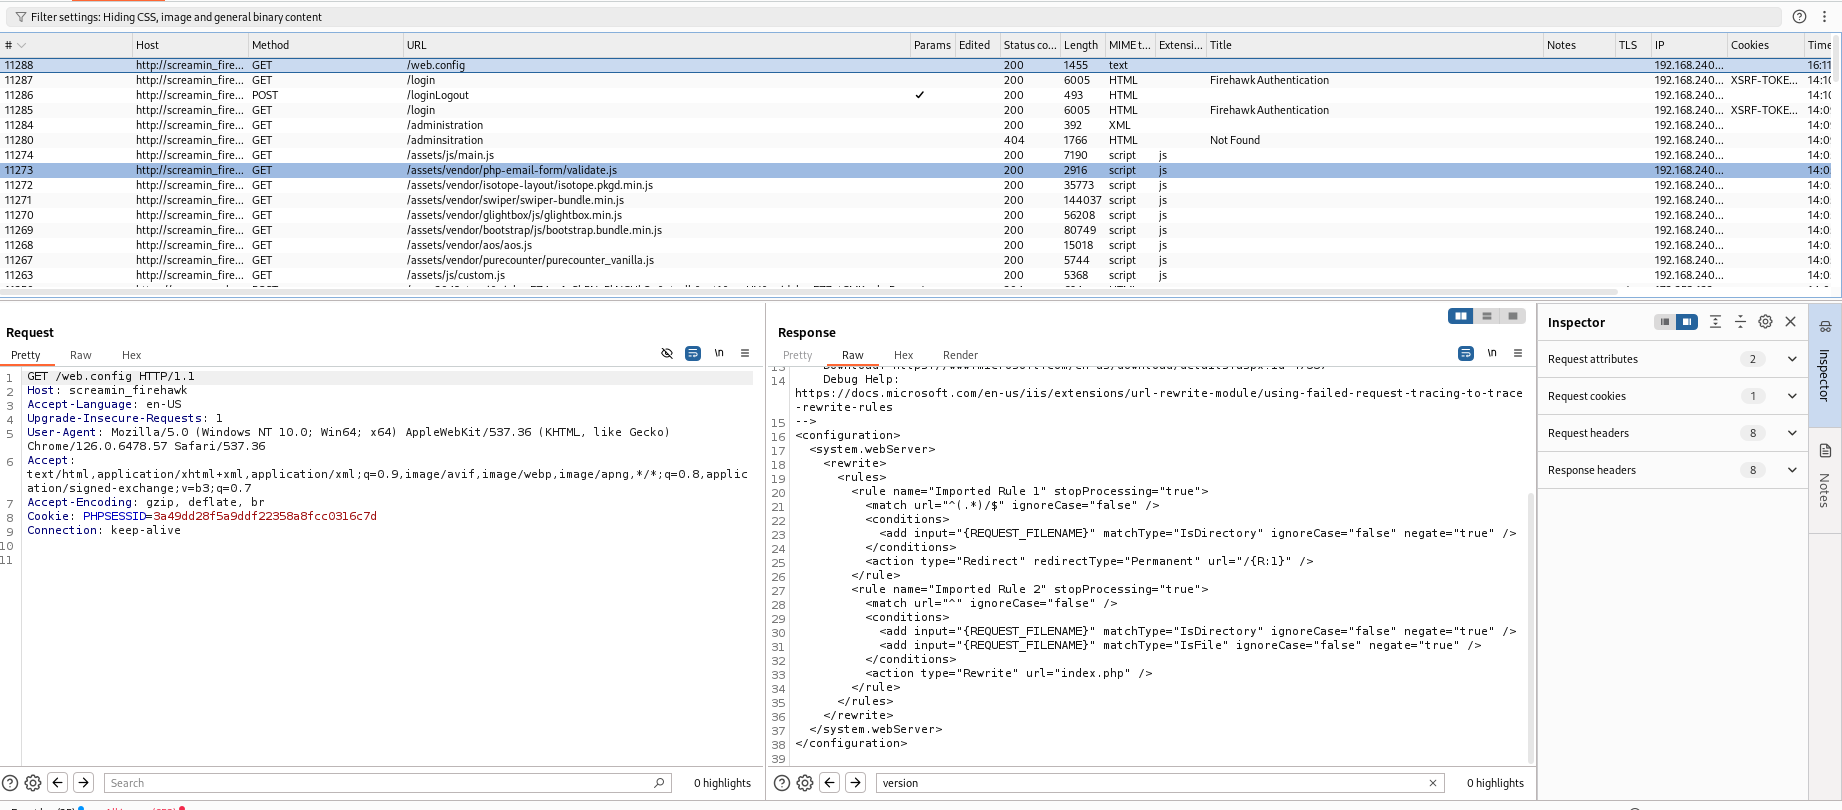 Filter settings: Hiding CSS, image and general binary content
# Host Method URL Params Edited Status co... Length MIME t... Extensi... Title Notes TLS IP Cookies Time
11288 http://screamin_fire... GET /web.config 200 1455 text 192.168.240... 16:11
11287 http://screamin_fire... GET /login 200 6005 HTML Firehawk Authentication 192.168.240... XSRF-TOKE... 14:10
11286 http://screamin_fire... POST /loginLogout ✓ 200 493 HTML 192.168.240... 14:10
11285 http://screamin_fire... GET /login 200 6005 HTML Firehawk Authentication 192.168.240... XSRF-TOKE... 14:0
11284 http://screamin_fire... GET /administration 200 392 XML 192.168.240... 14:0
11280 http://screamin_fire... GET /adminsitration 404 1766 HTML Not Found 192.168.240... 14:0
11274 http://screamin_fire... GET /assets/js/main.js 200 7190 script js 192.168.240... 14:0
11273 http://screamin_fire... GET /assets/vendor/php-email-form/validate.js 200 2916 script js 192.168.240... 14:0
11272 http://screamin_fire... GET /assets/vendor/isotope-layout/isotope.pkgd.min.js 200 35773 script js 192.168.240... 14:0
11271 http://screamin_fire... GET /assets/vendor/swiper/swiper-bundle.min.js 200 144037 script js 192.168.240... 14:0
11270 http://screamin_fire... GET /assets/vendor/glightbox/js/glightbox.min.js 200 56208 script js 192.168.240... 14:0
11269 http://screamin_fire... GET /assets/vendor/bootstrap/js/bootstrap.bundle.min.js 200 80749 script js 192.168.240... 14:0
11268 http://screamin_fire... GET /assets/vendor/aos/aos.js 200 15018 script js 192.168.240... 14:0
11267 http://screamin_fire... GET /assets/vendor/purecounter/purecounter_vanilla.js 200 5744 script js 192.168.240... 14:0
11263 http://screamin_fire... GET /assets/js/custom.js 200 5368 script js 192.168.240... 14:0
Request
Pretty Raw Hex \n
1 GET /web.config HTTP/1.1
2 Host: screamin_firehawk
3 Accept-Language: en-US
4 Upgrade-Insecure-Requests: 1
5 User-Agent: Mozilla/5.0 (Windows NT 10.0; Win64; x64) AppleWebKit/537.36 (KHTML, like Gecko)
Chrome/126.0.6478.57 Safari/537.36
6 Accept:
text/html,application/xhtml+xml,application/xml;q=0.9,image/avif,image/webp,image/apng,*/*;q=0.8,applic
ation/signed-exchange;v=b3;q=0.7
7 Accept-Encoding: gzip, deflate, br
8 Cookie: PHPSESSID=3a49dd28f5a9ddf22358a8fcc0316c7d
9 Connection: keep-alive
10
11
Search
0 highlights
Response
Pretty Raw Hex Render \n
14 Debug Help:
https://docs.microsoft.com/en-us/iis/extensions/url-rewrite-module/using-failed-request-tracing-to-trace
-rewrite-rules
15 -->
16 <configuration>
17 <system.webServer>
18 <rewrite>
19 <rules>
20 <rule name="Imported Rule 1" stopProcessing="true">
21 <match url="^(.*)/$" ignoreCase="false" />
22 <conditions>
23 <add input="{REQUEST_FILENAME}" matchType="IsDirectory" ignoreCase="false" negate="true" />
24 </conditions>
25 <action type="Redirect" redirectType="Permanent" url="/{R:1}" />
26 </rule>
27 <rule name="Imported Rule 2" stopProcessing="true">
28 <match url="^" ignoreCase="false" />
29 <conditions>
30 <add input="{REQUEST_FILENAME}" matchType="IsDirectory" ignoreCase="false" negate="true" />
31 <add input="{REQUEST_FILENAME}" matchType="IsFile" ignoreCase="false" negate="true" />
32 </conditions>
33 <action type="Rewrite" url="index.php" />
34 </rule>
35 </rules>
36 </rewrite>
37 </system.webServer>
38 </configuration>
39
version
0 highlights
Inspector
Request attributes 2
Request cookies 1
Request headers 8
Response headers 8
Inspector
Notes